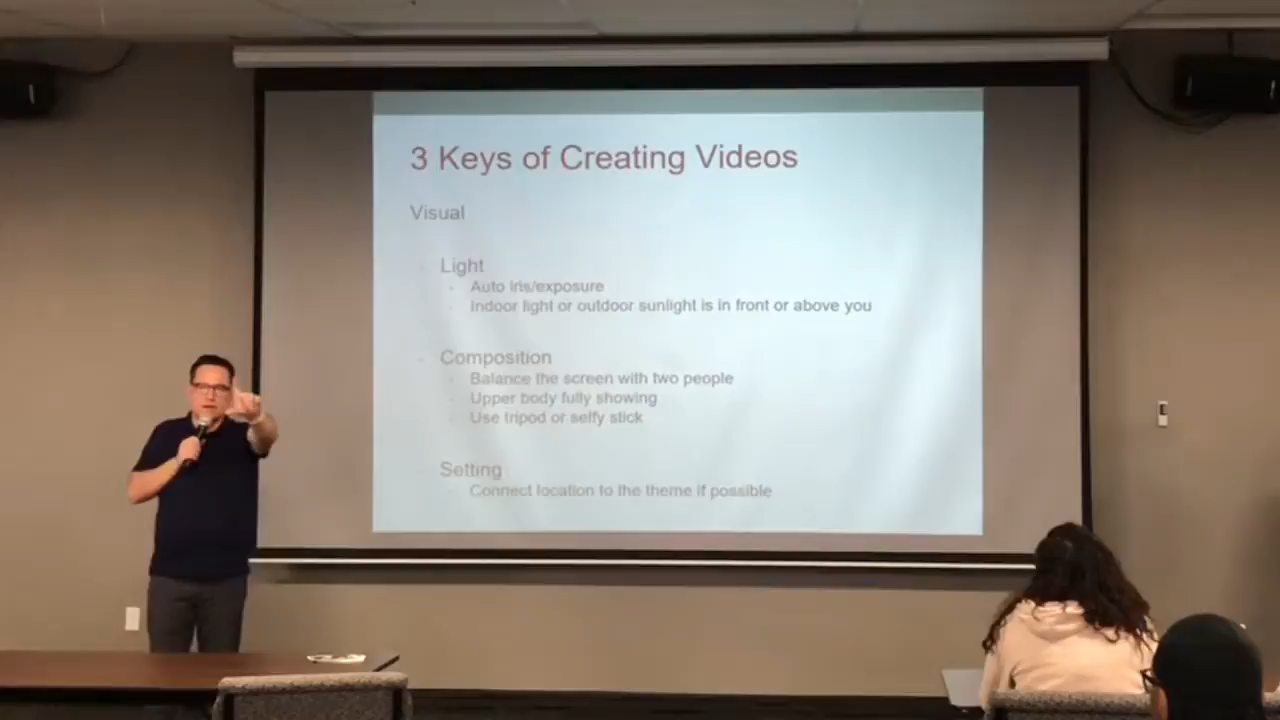 3 Keys of Creating Videos
Visual
Light
Auto iris/exposure
Indoor light or outdoor sunlight is in front or above you
Composition
Balance the screen with two people
Upper body fully showing
Use tripod or selfy stick
Setting
Connect location to the theme if possible